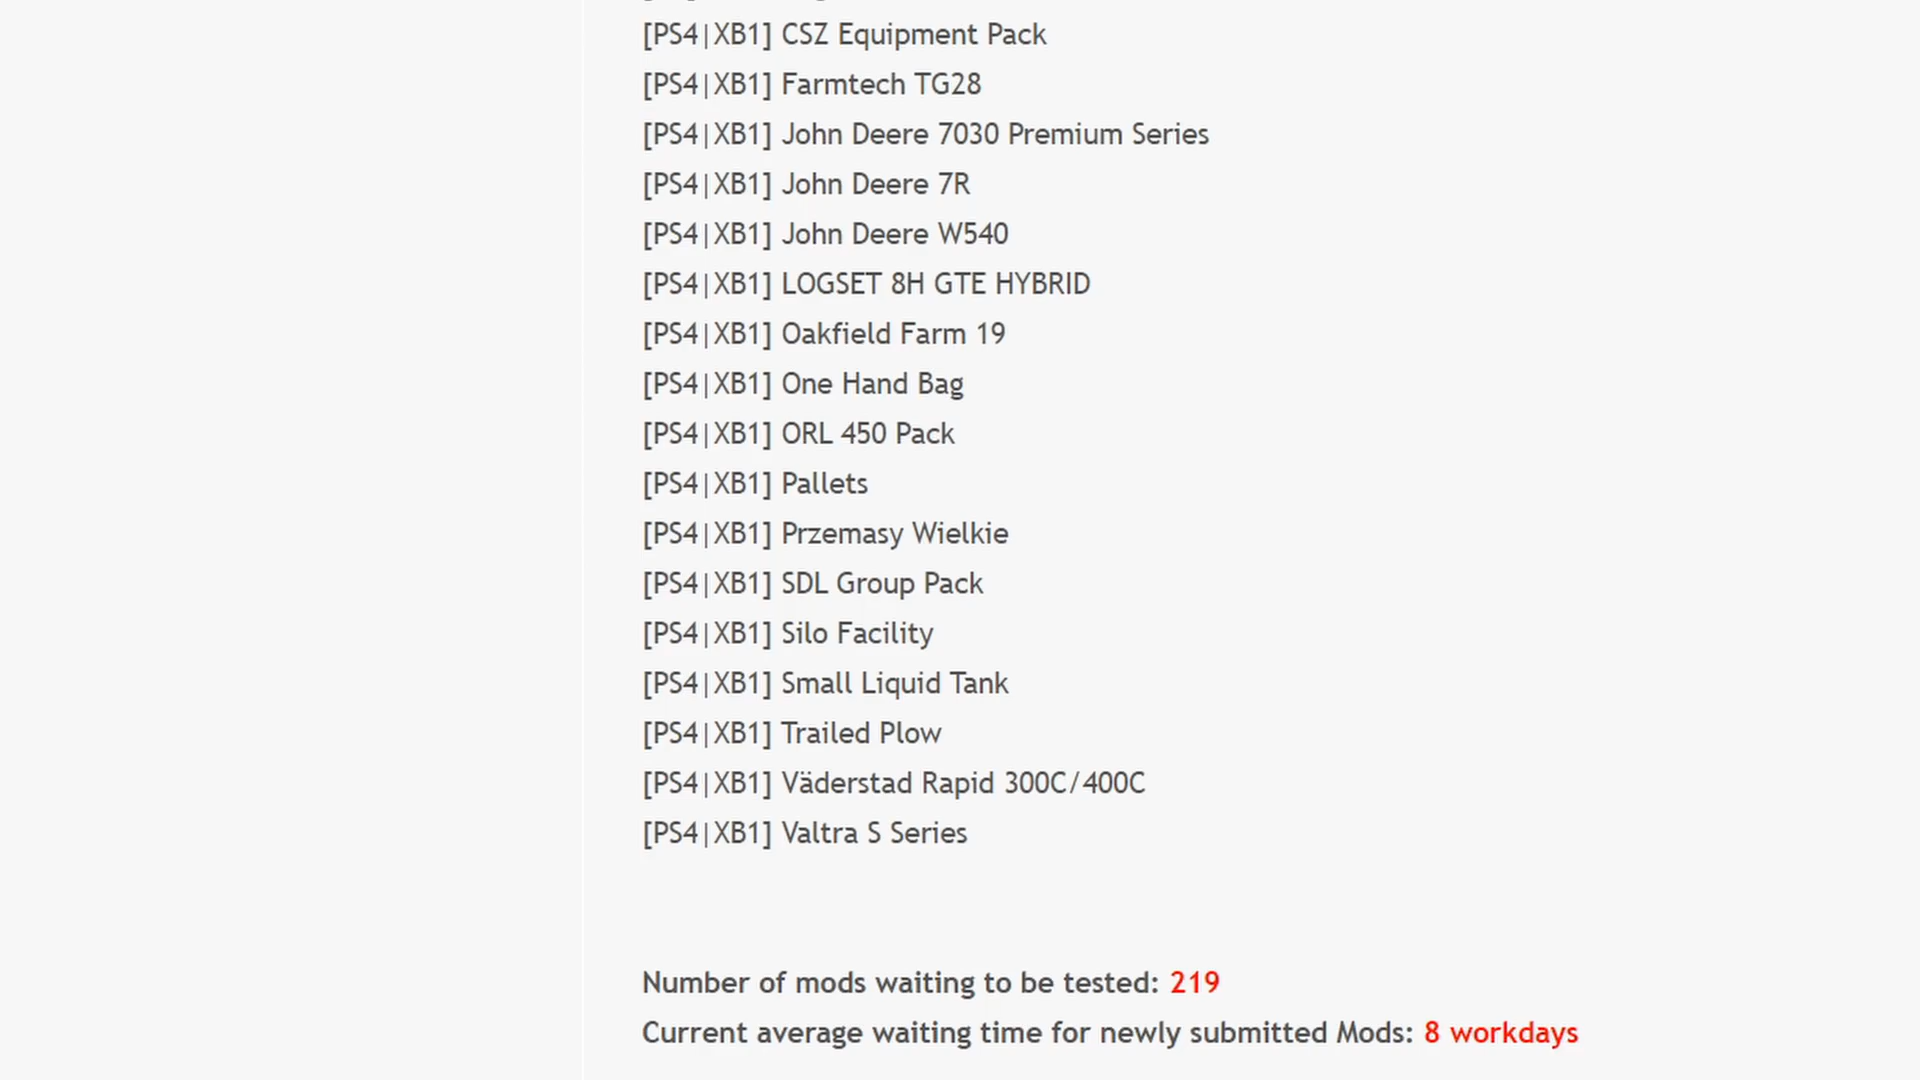 [PS4|XB1] CSZ Equipment Pack
[PS4|XB1] Farmtech TG28
[PS4|XB1] John Deere 7030 Premium Series
[PS4|XB1] John Deere 7R
[PS4|XB1] John Deere W540
[PS4|XB1] LOGSET 8H GTE HYBRID
[PS4|XB1] Oakfield Farm 19
[PS4|XB1] One Hand Bag
[PS4|XB1] ORL 450 Pack
[PS4|XB1] Pallets
[PS4|XB1] Przemasy Wielkie
[PS4|XB1] SDL Group Pack
[PS4|XB1] Silo Facility
[PS4|XB1] Small Liquid Tank
[PS4|XB1] Trailed Plow
[PS4|XB1] Väderstad Rapid 300C/400C
[PS4|XB1] Valtra S Series
Number of mods waiting to be tested: 219
Current average waiting time for newly submitted Mods: 8 workdays